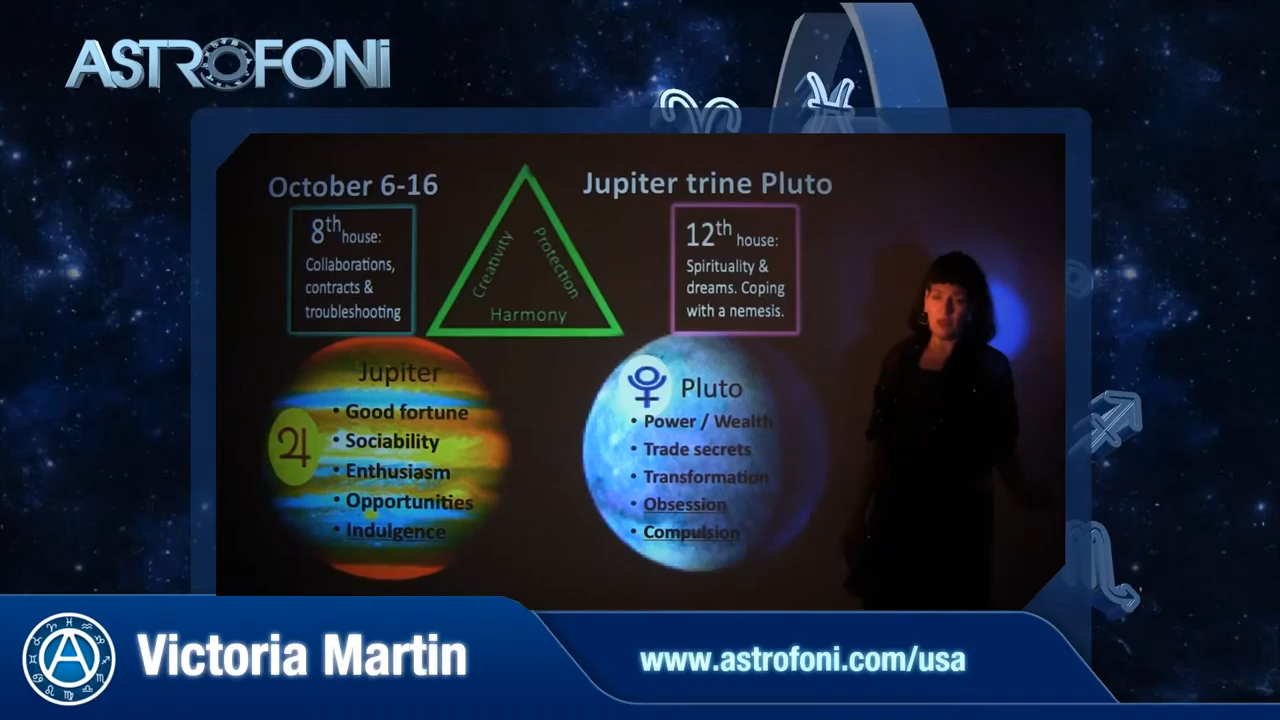 ASTROFONi
October 6-16
Jupiter trine Pluto
8th house:
Collaborations,
contracts &
troubleshooting
Creativity
Protection
Harmony
12th house:
Spirituality &
dreams. Coping
with a nemesis.
Jupiter
• Good fortune
• Sociability
• Enthusiasm
• Opportunities
• Indulgence
Pluto
• Power / Wealth
• Trade secrets
• Transformation
• Obsession
• Compulsion
Victoria Martin
www.astrofoni.com/usa